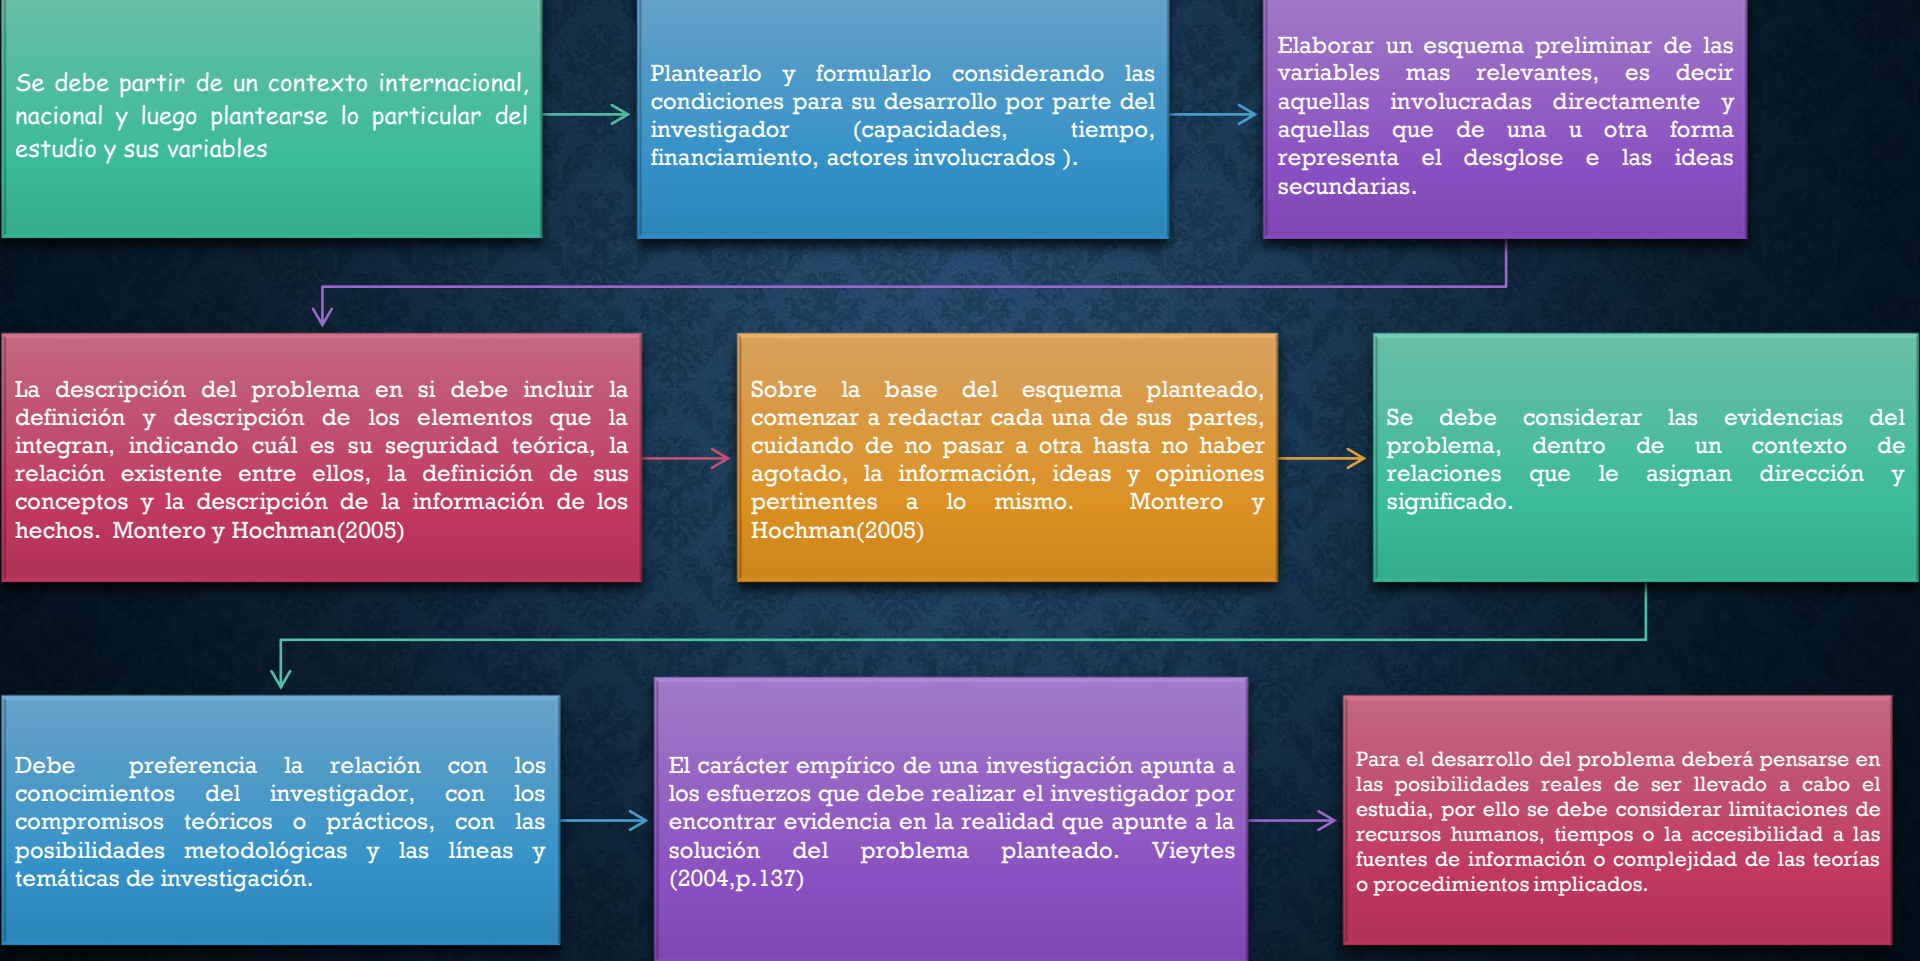 Se debe partir de un contexto internacional,
nacional y luego plantearse lo particular del
estudio y sus variables
Plantearlo y formularlo considerando las
condiciones para su desarrollo por parte del
investigador (capacidades, tiempo,
financiamiento, actores involucrados ).
Elaborar un esquema preliminar de las
variables mas relevantes, es decir
aquellas involucradas directamente y
aquellas que de una u otra forma
representa el desglose e las ideas
secundarias.
La descripción del problema en si debe incluir la
definición y descripción de los elementos que la
integran, indicando cuál es su seguridad teórica, la
relación existente entre ellos, la definición de sus
conceptos y la descripción de la información de los
hechos. Montero y Hochman(2005)
Sobre la base del esquema planteado,
comenzar a redactar cada una de sus partes,
cuidando de no pasar a otra hasta no haber
agotado, la información, ideas y opiniones
pertinentes a lo mismo. Montero y
Hochman(2005)
Se debe considerar las evidencias del
problema, dentro de un contexto de
relaciones que le asignan dirección y
significado.
Debe preferencia la relación con los
conocimientos del investigador, con los
compromisos teóricos o prácticos, con las
posibilidades metodológicas y las líneas y
temáticas de investigación.
El carácter empírico de una investigación apunta a
los esfuerzos que debe realizar el investigador por
encontrar evidencia en la realidad que apunte a la
solución del problema planteado. Vieytes
(2004,p.137)
Para el desarrollo del problema deberá pensarse en
las posibilidades reales de ser llevado a cabo el
estudia, por ello se debe considerar limitaciones de
recursos humanos, tiempos o la accesibilidad a las
fuentes de información o complejidad de las teorías
o procedimientos implicados.